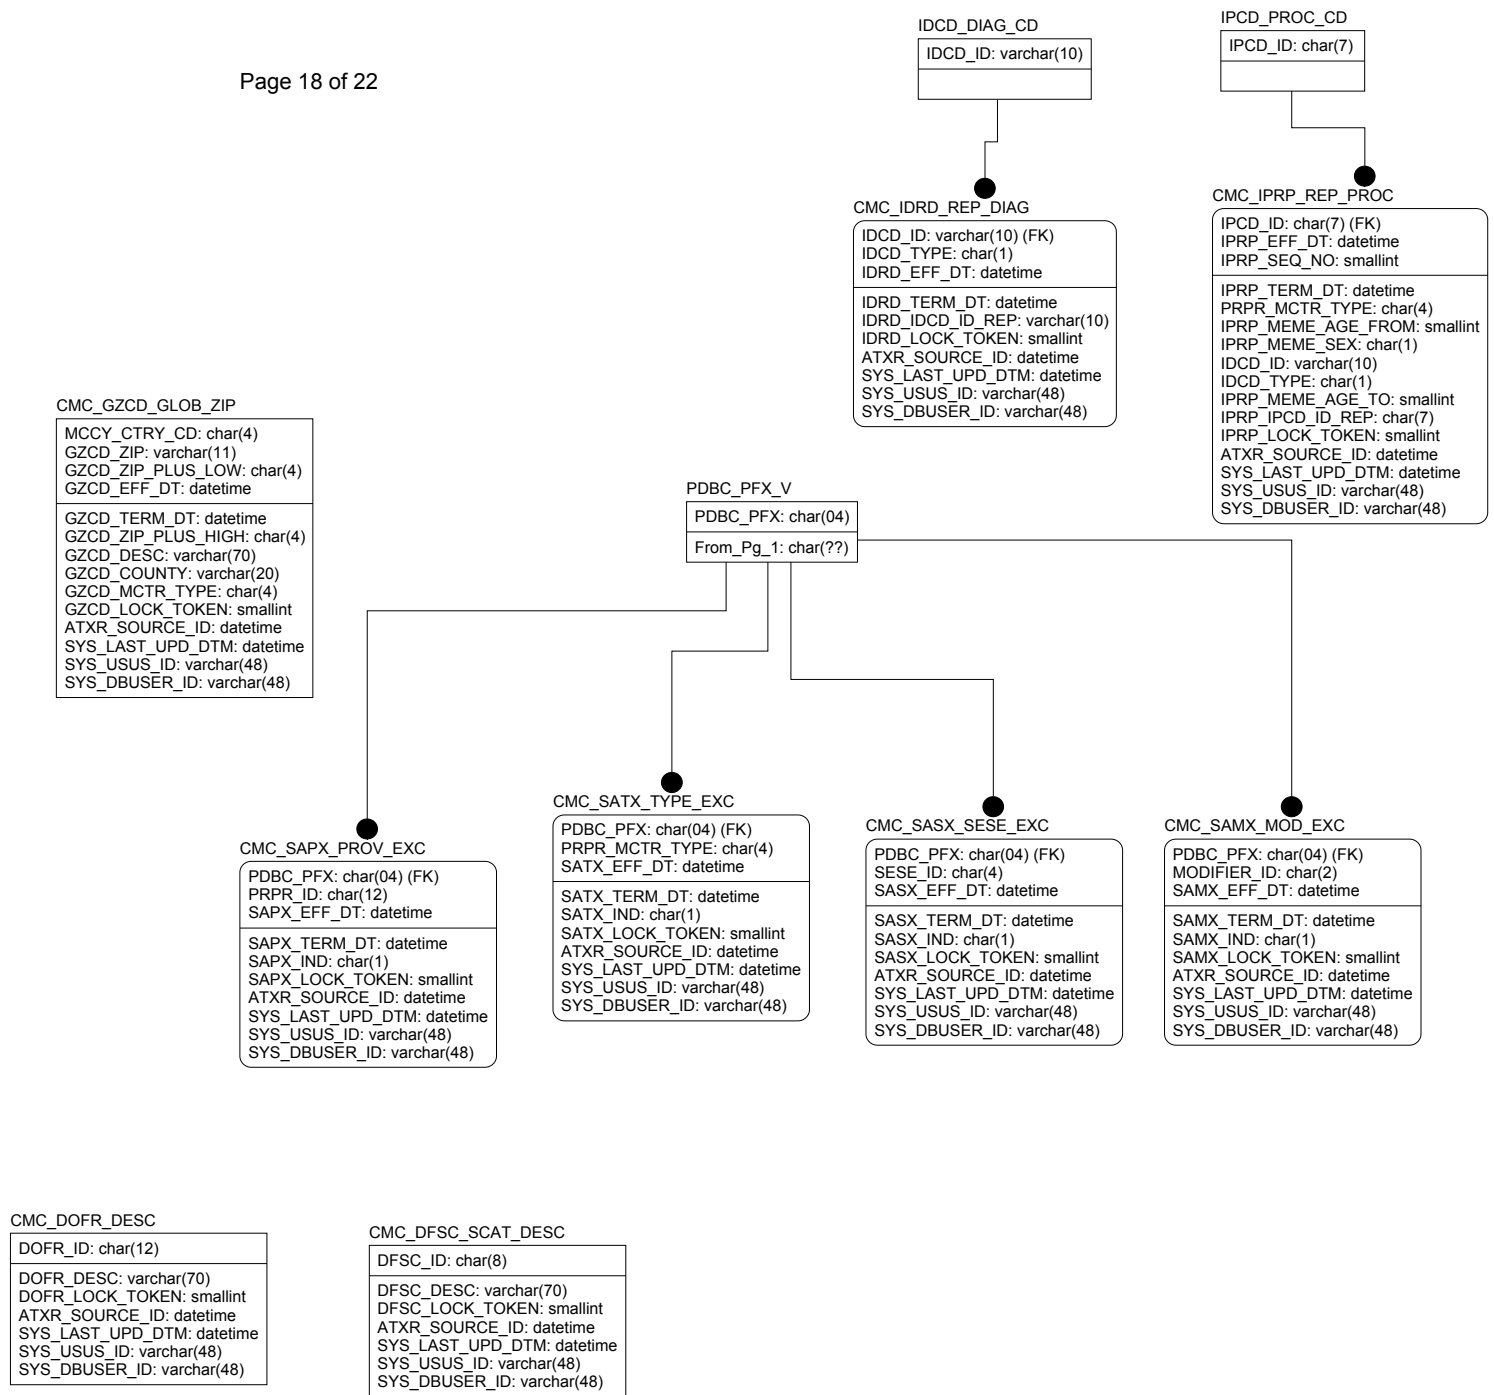 Page 18 of 22
IDCD_DIAG_CD
IDCD_ID: varchar(10)
IPCD_PROC_CD
IPCD_ID: char(7)
CMC_IDRD_REP_DIAG
IDCD_ID: varchar(10) (FK)
IDCD_TYPE: char(1)
IDRD_EFF_DT: datetime
IDRD_TERM_DT: datetime
IDRD_IDCD_ID_REP: varchar(10)
IDRD_LOCK_TOKEN: smallint
ATXR_SOURCE_ID: datetime
SYS_LAST_UPD_DTM: datetime
SYS_USUS_ID: varchar(48)
SYS_DBUSER_ID: varchar(48)
CMC_IPRP_REP_PROC
IPCD_ID: char(7) (FK)
IPRP_EFF_DT: datetime
IPRP_SEQ_NO: smallint
IPRP_TERM_DT: datetime
PRPR_MCTR_TYPE: char(4)
IPRP_MEME_AGE_FROM: smallint
IPRP_MEME_SEX: char(1)
IDCD_ID: varchar(10)
IDCD_TYPE: char(1)
IPRP_MEME_AGE_TO: smallint
IPRP_IPCD_ID_REP: char(7)
IPRP_LOCK_TOKEN: smallint
ATXR_SOURCE_ID: datetime
SYS_LAST_UPD_DTM: datetime
SYS_USUS_ID: varchar(48)
SYS_DBUSER_ID: varchar(48)
CMC_GZCD_GLOB_ZIP
MCCY_CTRY_CD: char(4)
GZCD_ZIP: varchar(11)
GZCD_ZIP_PLUS_LOW: char(4)
GZCD_EFF_DT: datetime
GZCD_TERM_DT: datetime
GZCD_ZIP_PLUS_HIGH: char(4)
GZCD_DESC: varchar(70)
GZCD_COUNTY: varchar(20)
GZCD_MCTR_TYPE: char(4)
GZCD_LOCK_TOKEN: smallint
ATXR_SOURCE_ID: datetime
SYS_LAST_UPD_DTM: datetime
SYS_USUS_ID: varchar(48)
SYS_DBUSER_ID: varchar(48)
PDBC_PFX_V
PDBC_PFX: char(04)
From_Pg_1: char(??)
CMC_SAPX_PROV_EXC
PDBC_PFX: char(04) (FK)
PRPR_ID: char(12)
SAPX_EFF_DT: datetime
SAPX_TERM_DT: datetime
SAPX_IND: char(1)
SAPX_LOCK_TOKEN: smallint
ATXR_SOURCE_ID: datetime
SYS_LAST_UPD_DTM: datetime
SYS_USUS_ID: varchar(48)
SYS_DBUSER_ID: varchar(48)
CMC_SATX_TYPE_EXC
PDBC_PFX: char(04) (FK)
PRPR_MCTR_TYPE: char(4)
SATX_EFF_DT: datetime
SATX_TERM_DT: datetime
SATX_IND: char(1)
SATX_LOCK_TOKEN: smallint
ATXR_SOURCE_ID: datetime
SYS_LAST_UPD_DTM: datetime
SYS_USUS_ID: varchar(48)
SYS_DBUSER_ID: varchar(48)
CMC_SASX_SESE_EXC
PDBC_PFX: char(04) (FK)
SESE_ID: char(4)
SASX_EFF_DT: datetime
SASX_TERM_DT: datetime
SASX_IND: char(1)
SASX_LOCK_TOKEN: smallint
ATXR_SOURCE_ID: datetime
SYS_LAST_UPD_DTM: datetime
SYS_USUS_ID: varchar(48)
SYS_DBUSER_ID: varchar(48)
CMC_SAMX_MOD_EXC
PDBC_PFX: char(04) (FK)
MODIFIER_ID: char(2)
SAMX_EFF_DT: datetime
SAMX_TERM_DT: datetime
SAMX_IND: char(1)
SAMX_LOCK_TOKEN: smallint
ATXR_SOURCE_ID: datetime
SYS_LAST_UPD_DTM: datetime
SYS_USUS_ID: varchar(48)
SYS_DBUSER_ID: varchar(48)
CMC_DOFR_DESC
DOFR_ID: char(12)
DOFR_DESC: varchar(70)
DOFR_LOCK_TOKEN: smallint
ATXR_SOURCE_ID: datetime
SYS_LAST_UPD_DTM: datetime
SYS_USUS_ID: varchar(48)
SYS_DBUSER_ID: varchar(48)
CMC_DFSC_SCAT_DESC
DFSC_ID: char(8)
DFSC_DESC: varchar(70)
DFSC_LOCK_TOKEN: smallint
ATXR_SOURCE_ID: datetime
SYS_LAST_UPD_DTM: datetime
SYS_USUS_ID: varchar(48)
SYS_DBUSER_ID: varchar(48)